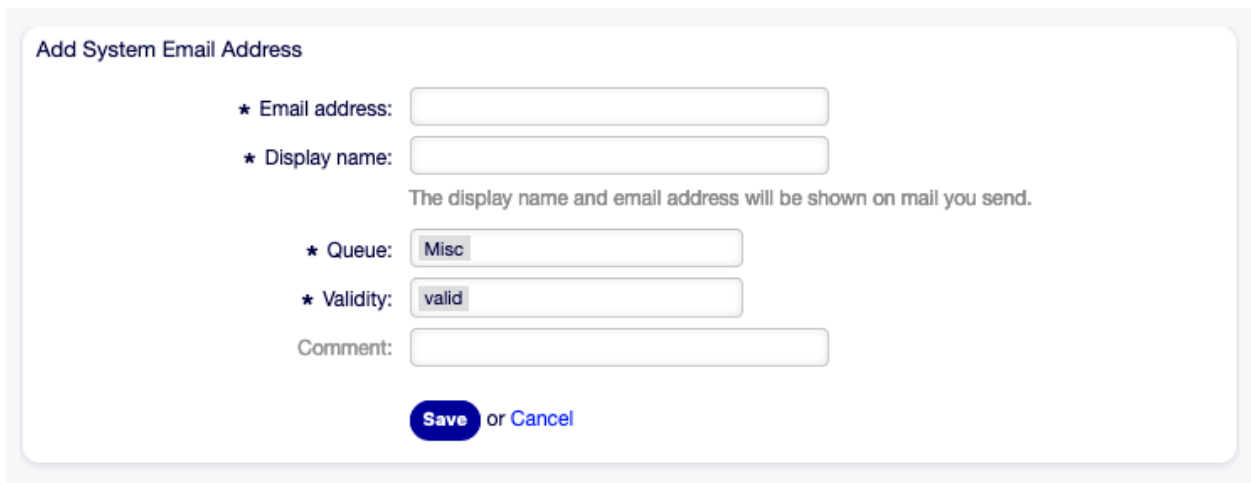 Add System Email Address
★ Email address:
★ Display name:
The display name and email address will be shown on mail you send.
★ Queue: Misc
★ Validity: valid
Comment:
Save or Cancel